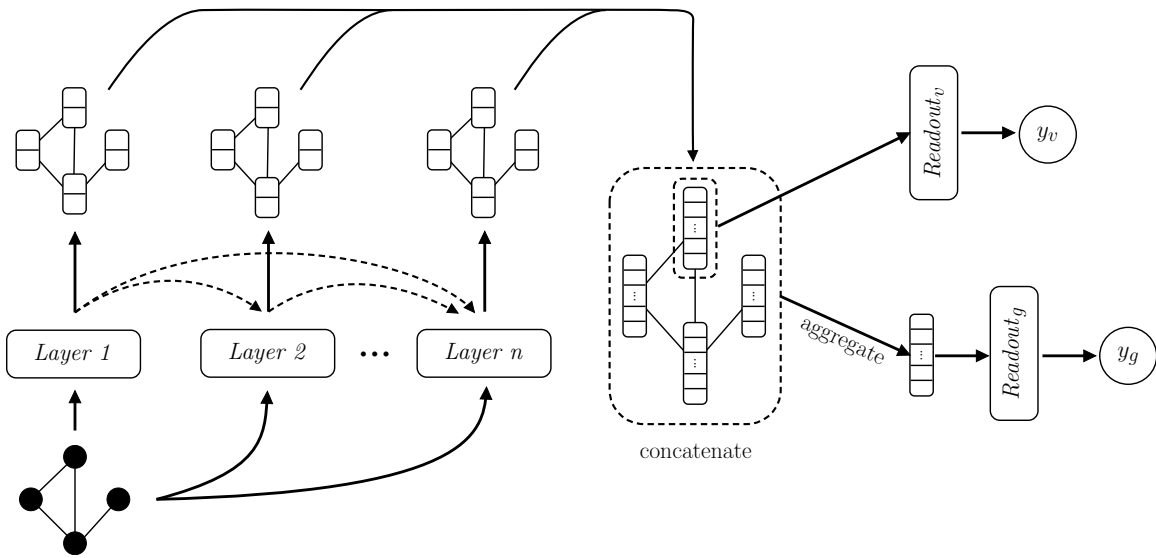 Readout_v
y_v
...
...
...
...
Layer 1
Layer 2
...
Layer n
aggregate
...
Readout_g
y_g
concatenate